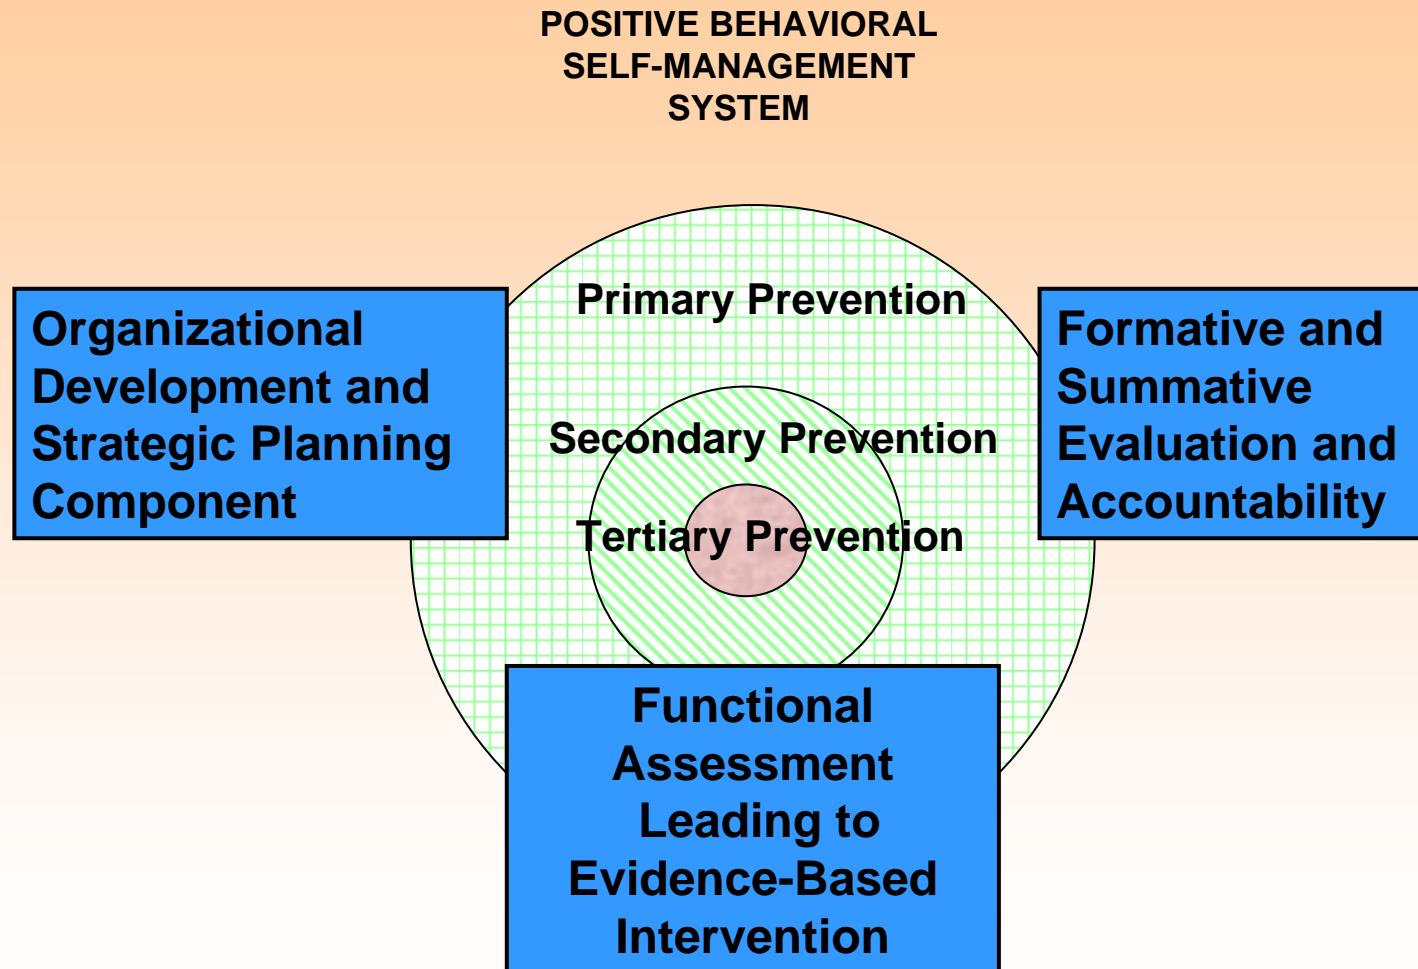 POSITIVE BEHAVIORAL
SELF-MANAGEMENT
SYSTEM
Primary Prevention
Organizational
Development and
Strategic Planning
Component
Formative and
Summative
Evaluation and
Accountability
Secondary Prevention
Tertiary Prevention
Functional
Assessment
Leading to
Evidence-Based
Intervention